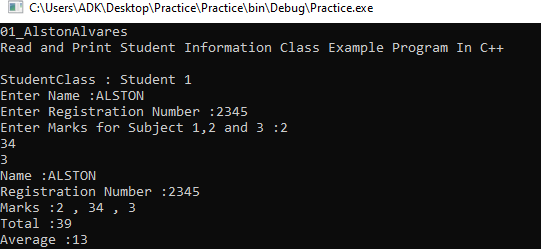 C:\Users\ADK\Desktop\Practice\Practice\bin\Debug\Practice.exe
01_AlstonAlvares
Read and Print Student Information Class Example Program In C++
StudentClass : Student 1
Enter Name :ALSTON
Enter Registration Number :2345
Enter Marks for Subject 1,2 and 3 :2
34
3
Name :ALSTON
Registration Number :2345
Marks :2 , 34 , 3
Total :39
Average :13